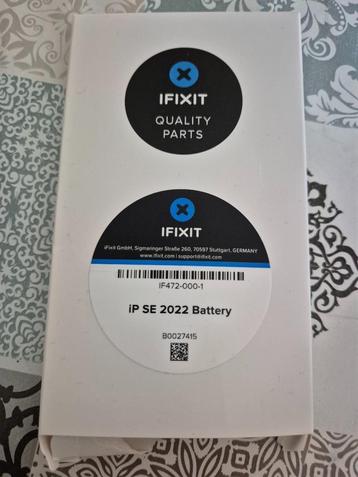 IFIXIT
QUALITY
PARTS
IFIXIT
iFixit GmbH, Sigmaringer Straße 260, 70597 Stuttgart, GERMANY
www.ifixit.com | support@ifixit.com
IF472-000-1
iP SE 2022 Battery
B0027415